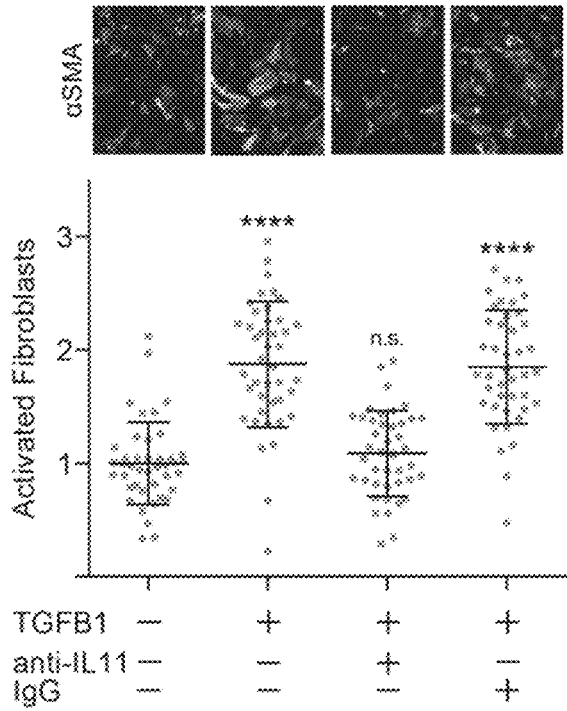 αSMA
Activated Fibroblasts
3
2
1
****
n.s.
****
TGFB1 − + + +
anti-IL11 − − + −
IgG − − − +